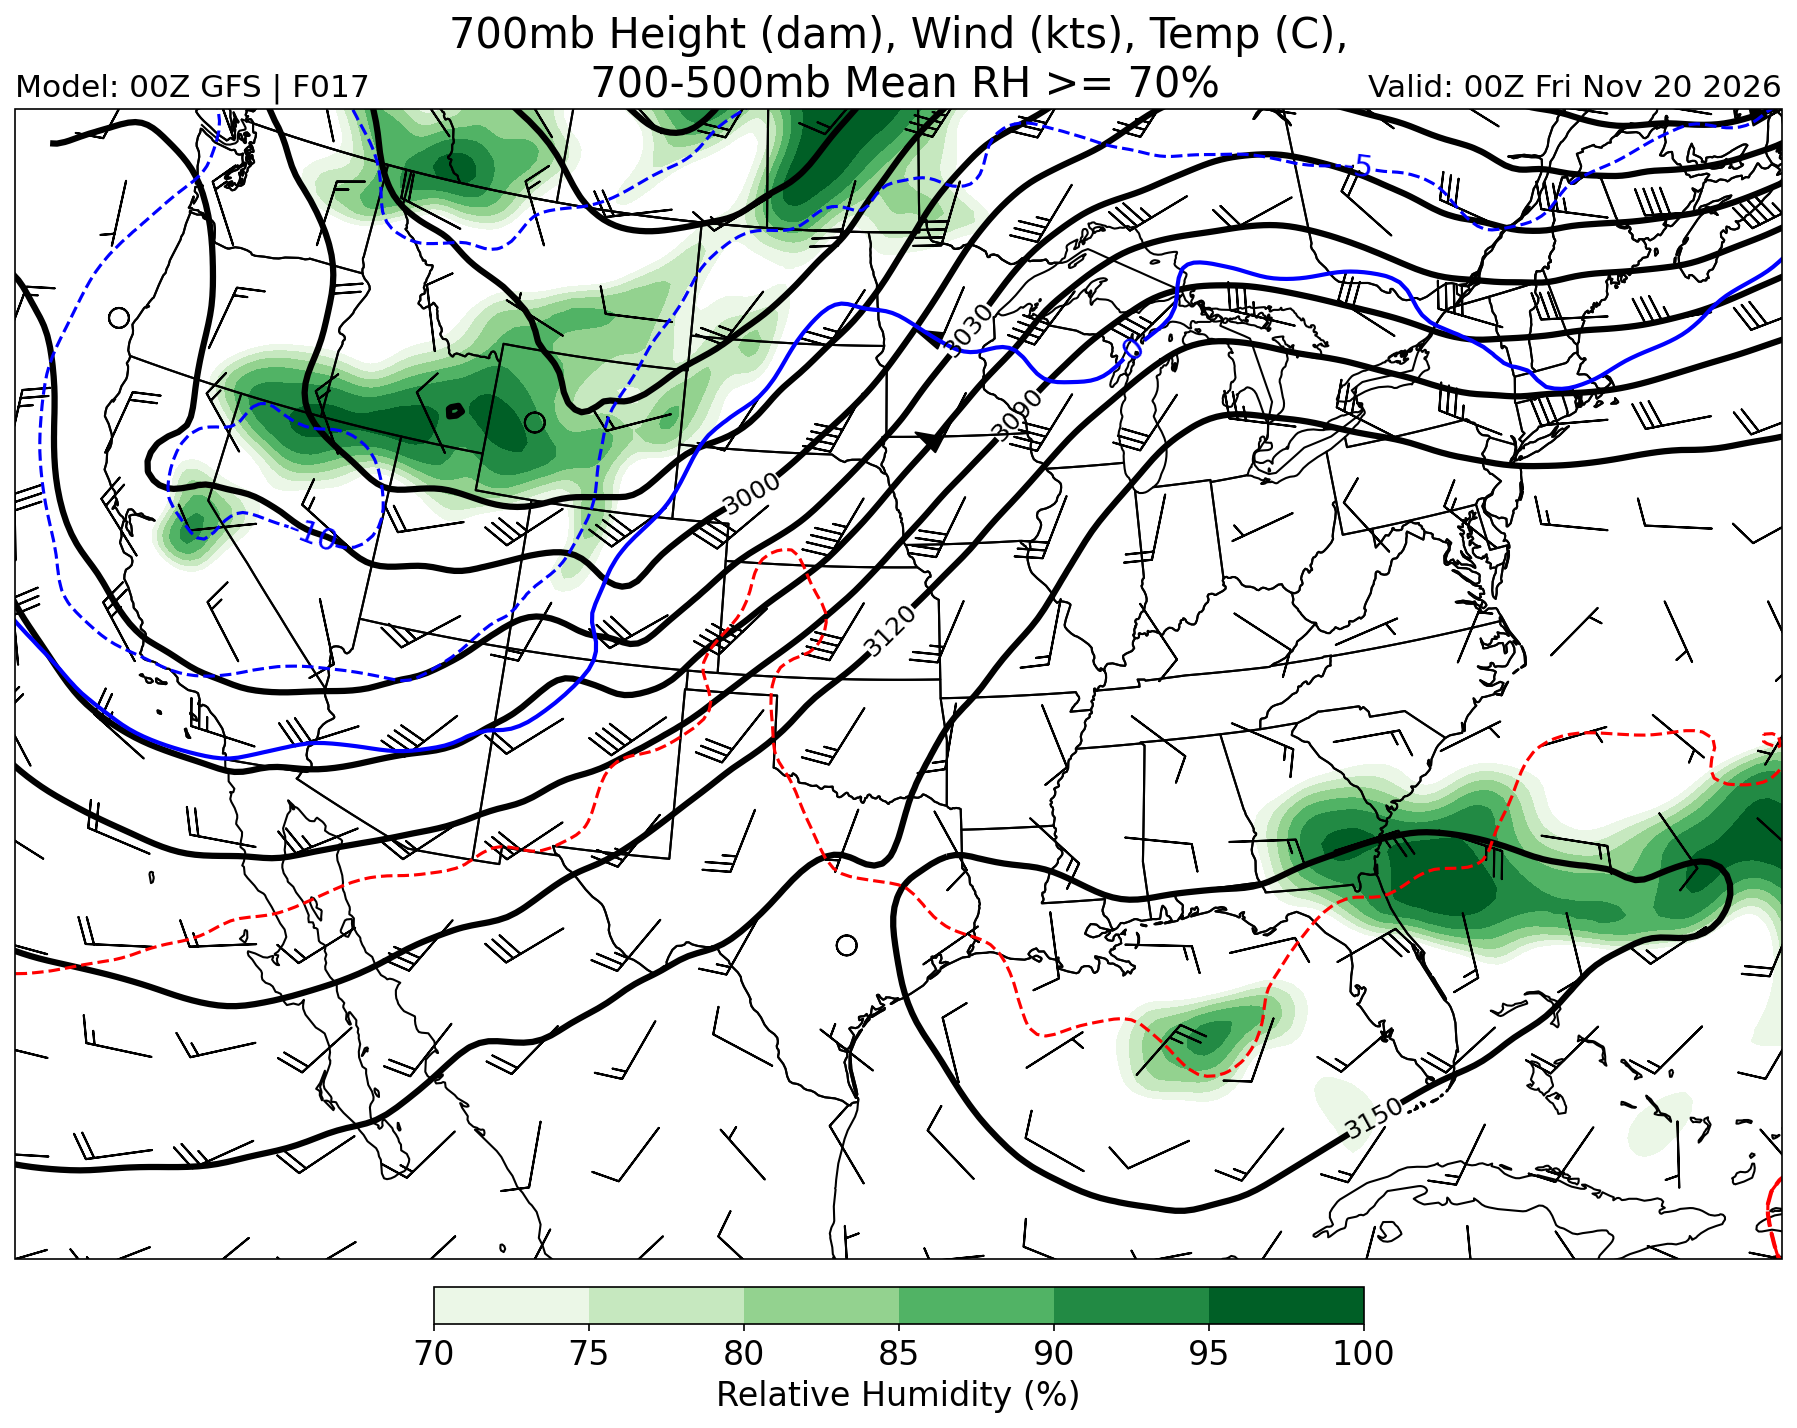 700mb Height (dam), Wind (kts), Temp (C),
700-500mb Mean RH >= 70%
Model: 00Z GFS | F017
Valid: 00Z Fri Nov 20 2026
-5
3030
0
3090
3000
-10
3120
3150
70 75 80 85 90 95 100
Relative Humidity (%)